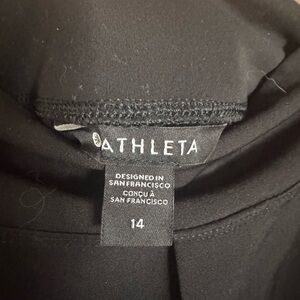 ATHLETA
DESIGNED IN
SAN FRANCISCO
CONÇU À
SAN FRANCISCO
14